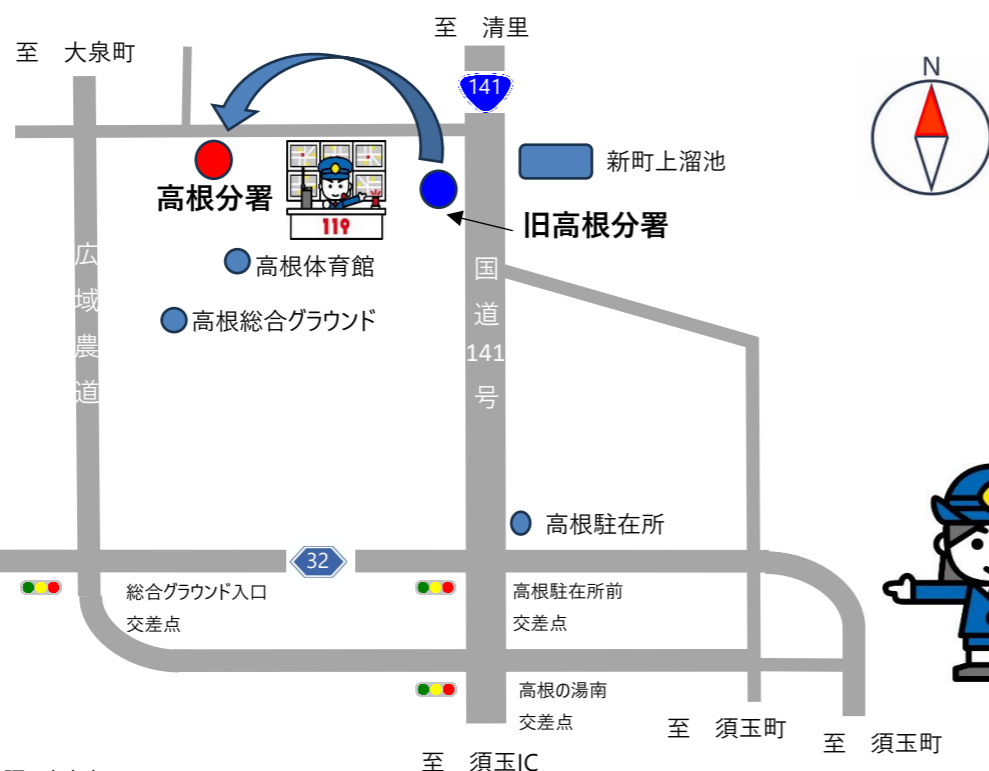 至　清里
至　大泉町
141
N
新町上溜池
高根分署
119
旧高根分署
広域農道
高根体育館
国道141号
高根総合グラウンド
高根駐在所
32
総合グラウンド入口
交差点
高根駐在所前
交差点
高根の湯南
交差点
至　須玉町
至　須玉町
至　須玉IC